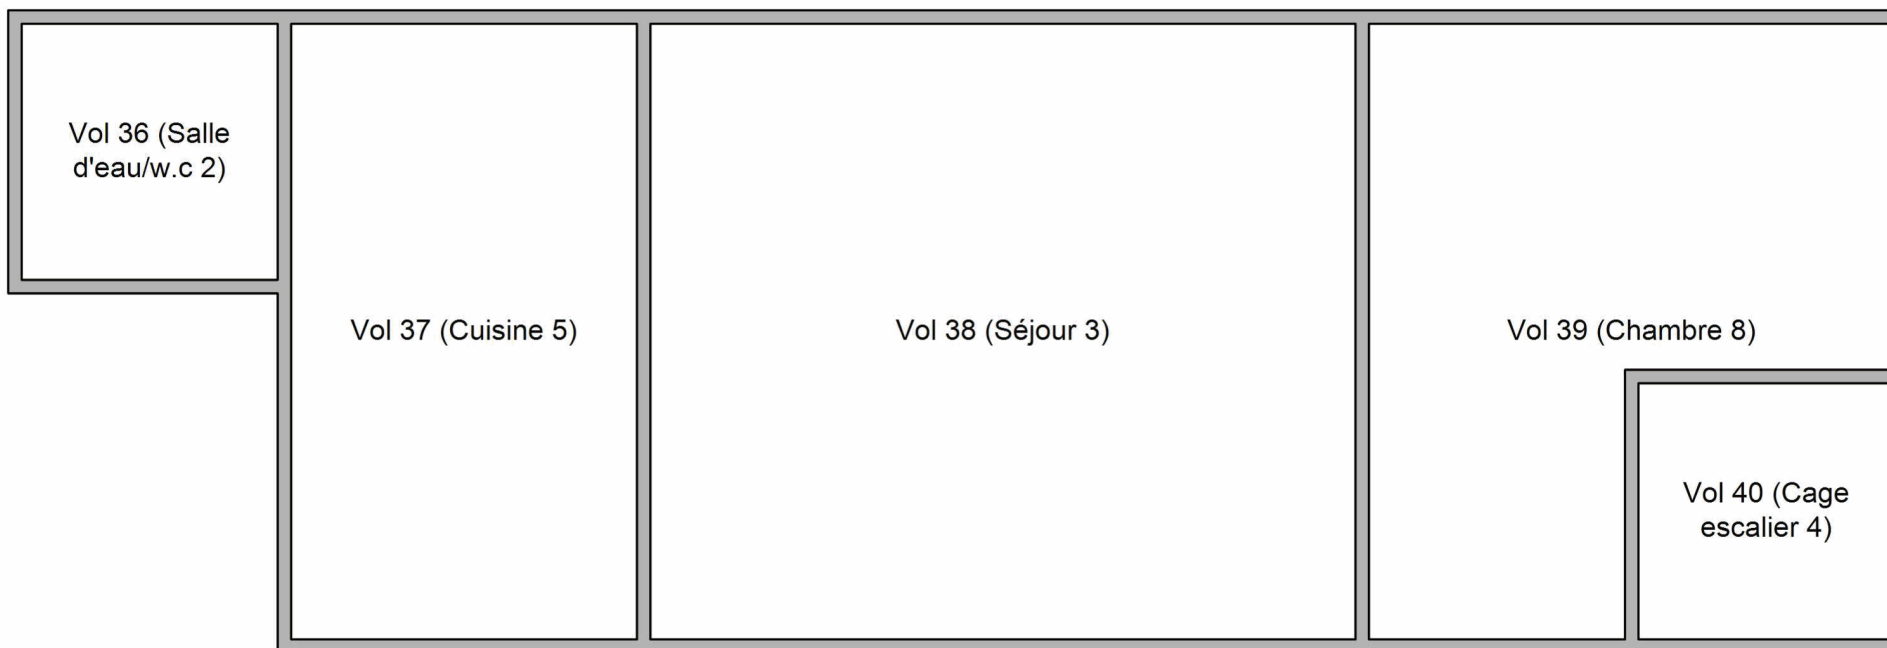 Vol 36 (Salle
d'eau/w.c 2)
Vol 37 (Cuisine 5)
Vol 38 (Séjour 3)
Vol 39 (Chambre 8)
Vol 40 (Cage
escalier 4)